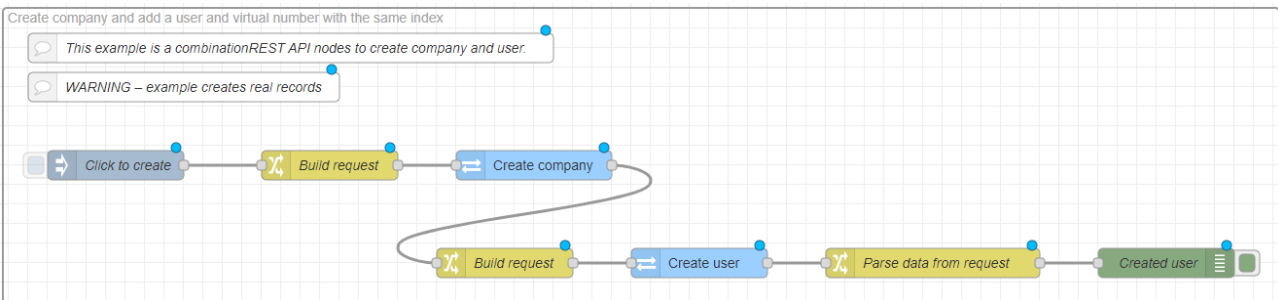 Create company and add a user and virtual number with the same index
This example is a combinationREST API nodes to create company and user.
WARNING – example creates real records
Click to create
Build request
Create company
Build request
Create user
Parse data from request
Created user